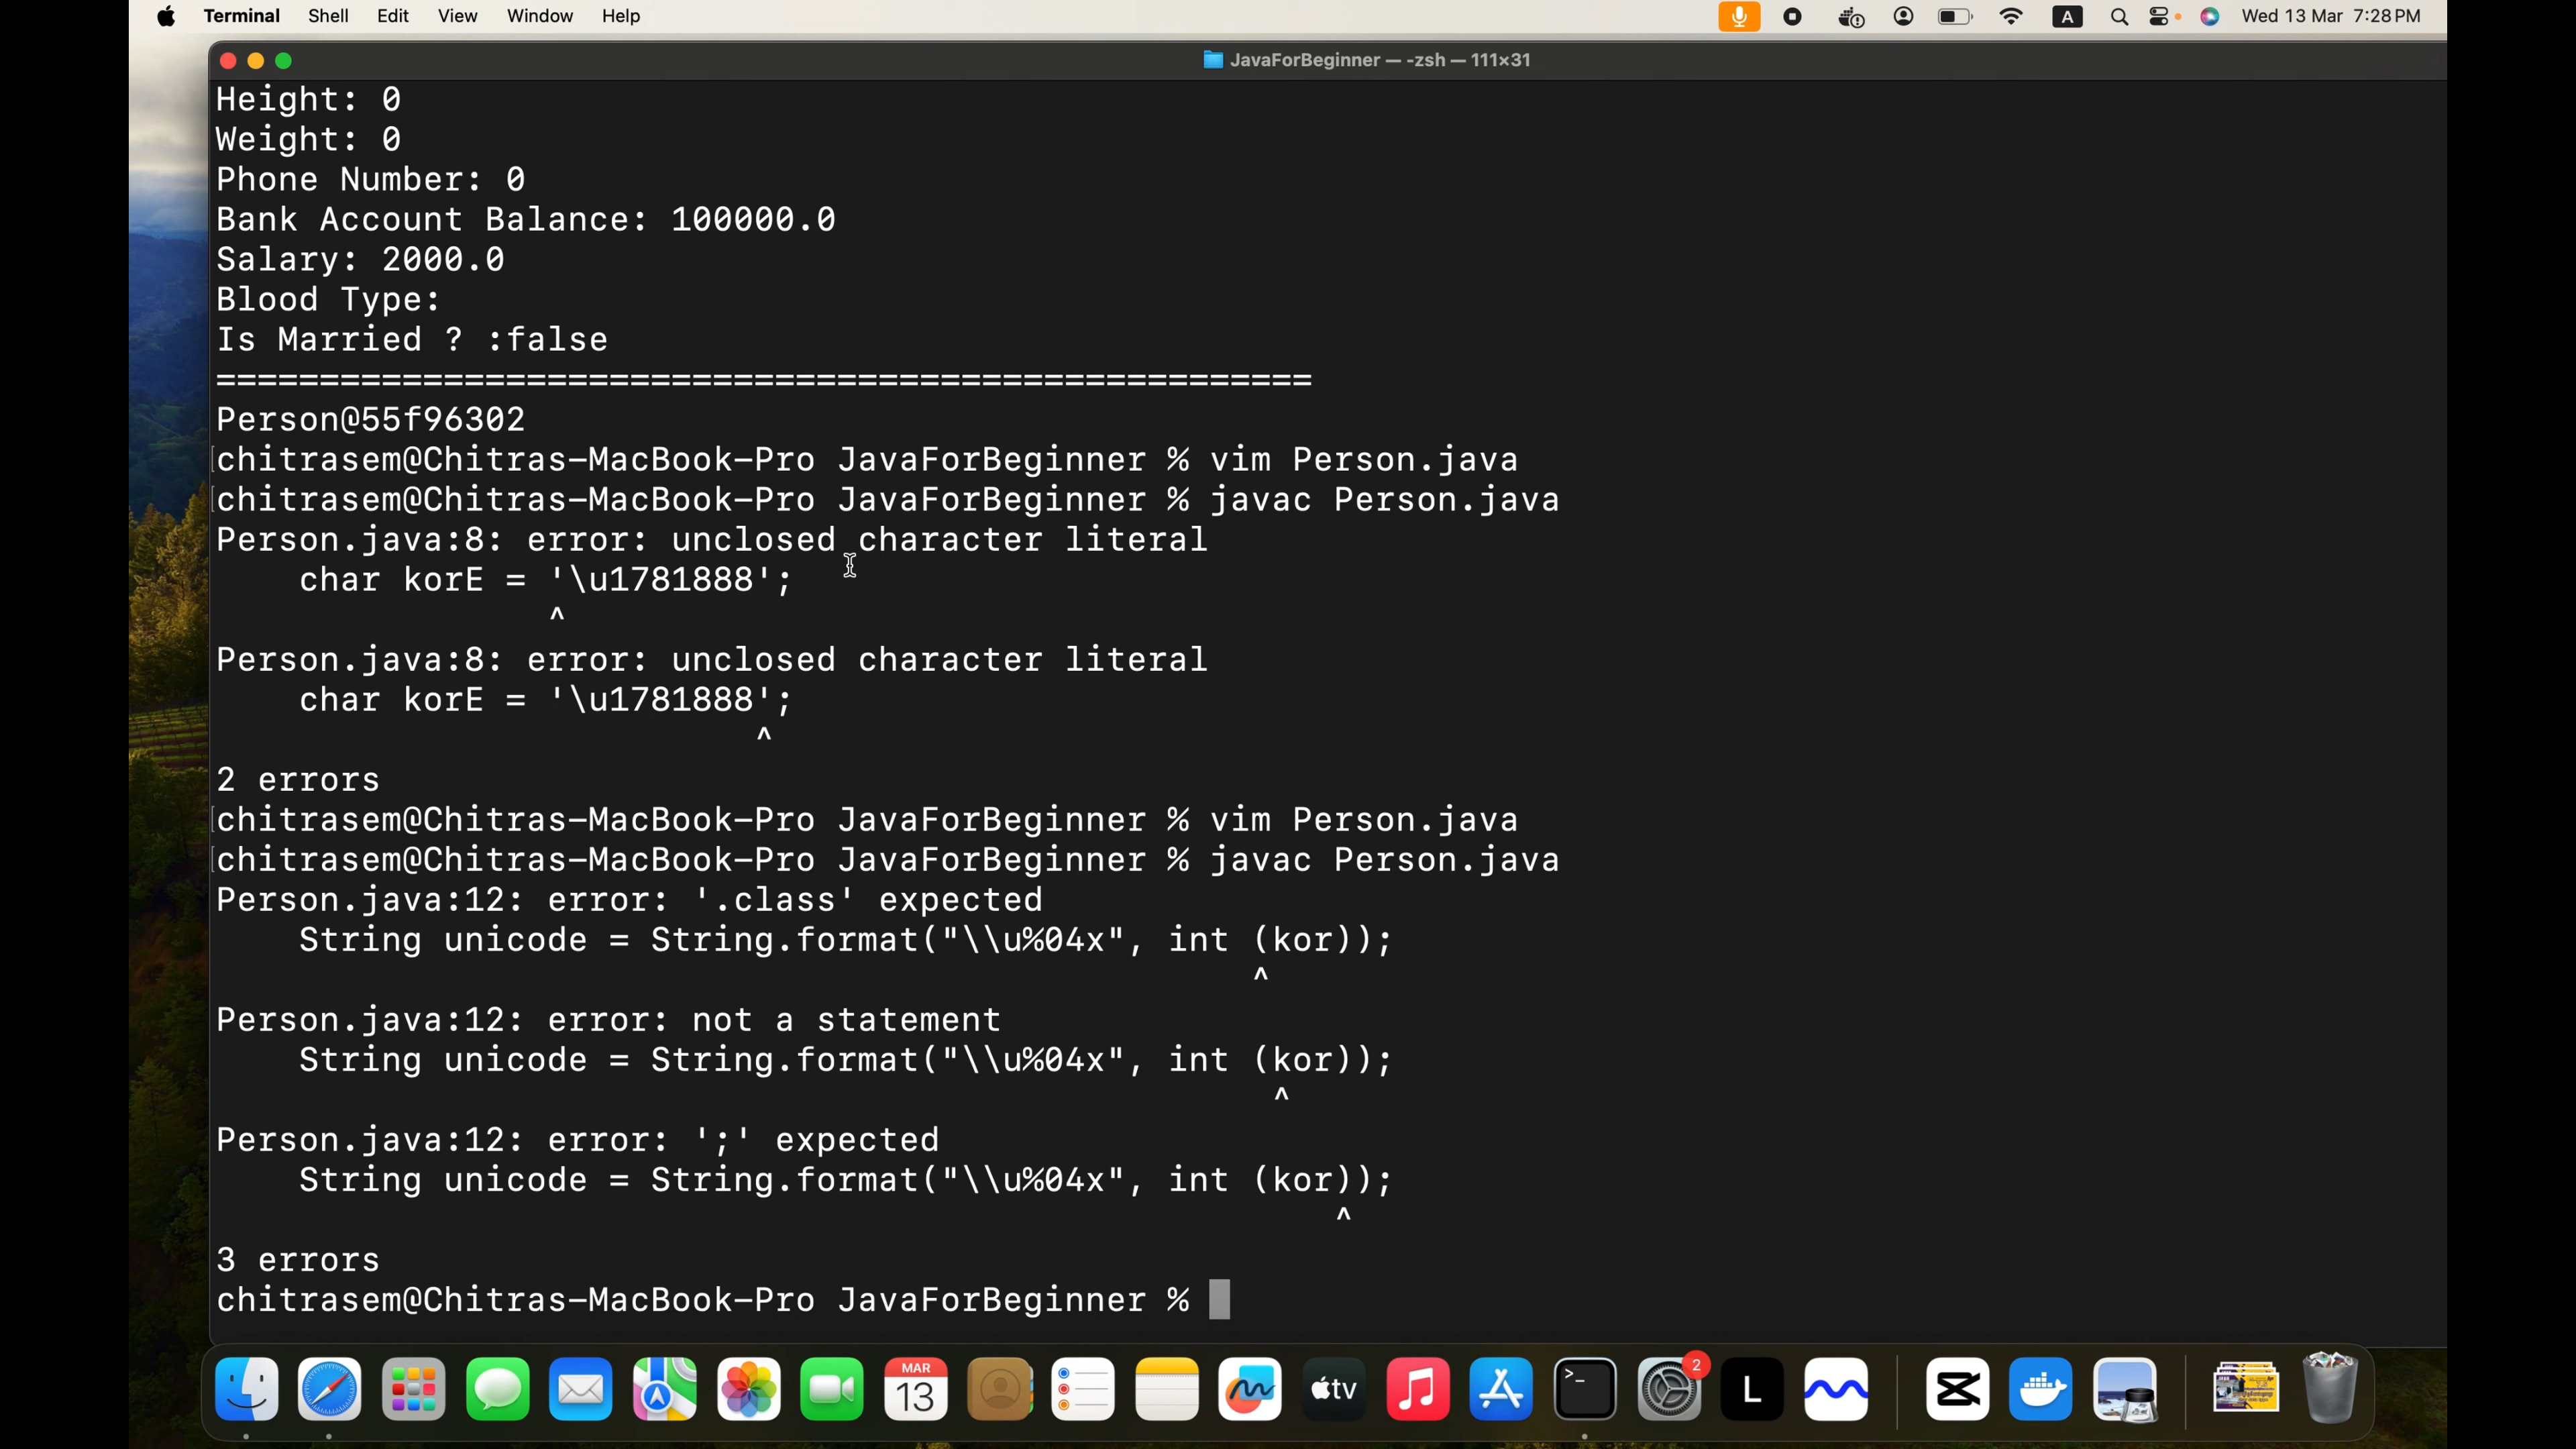 Terminal Shell Edit View Window Help A Wed 13 Mar 7:28 PM
JavaForBeginner — -zsh — 111×31
Height: 0
Weight: 0
Phone Number: 0
Bank Account Balance: 100000.0
Salary: 2000.0
Blood Type:
Is Married ? :false
=====================================================
Person@55f96302
chitrasem@Chitras-MacBook-Pro JavaForBeginner % vim Person.java
chitrasem@Chitras-MacBook-Pro JavaForBeginner % javac Person.java
Person.java:8: error: unclosed character literal
char korE = '\u1781888';
^
Person.java:8: error: unclosed character literal
char korE = '\u1781888';
^
2 errors
chitrasem@Chitras-MacBook-Pro JavaForBeginner % vim Person.java
chitrasem@Chitras-MacBook-Pro JavaForBeginner % javac Person.java
Person.java:12: error: '.class' expected
String unicode = String.format("\\u%04x", int (kor));
^
Person.java:12: error: not a statement
String unicode = String.format("\\u%04x", int (kor));
^
Person.java:12: error: ';' expected
String unicode = String.format("\\u%04x", int (kor));
^
3 errors
chitrasem@Chitras-MacBook-Pro JavaForBeginner %
MAR
13
tv
>_
2
L